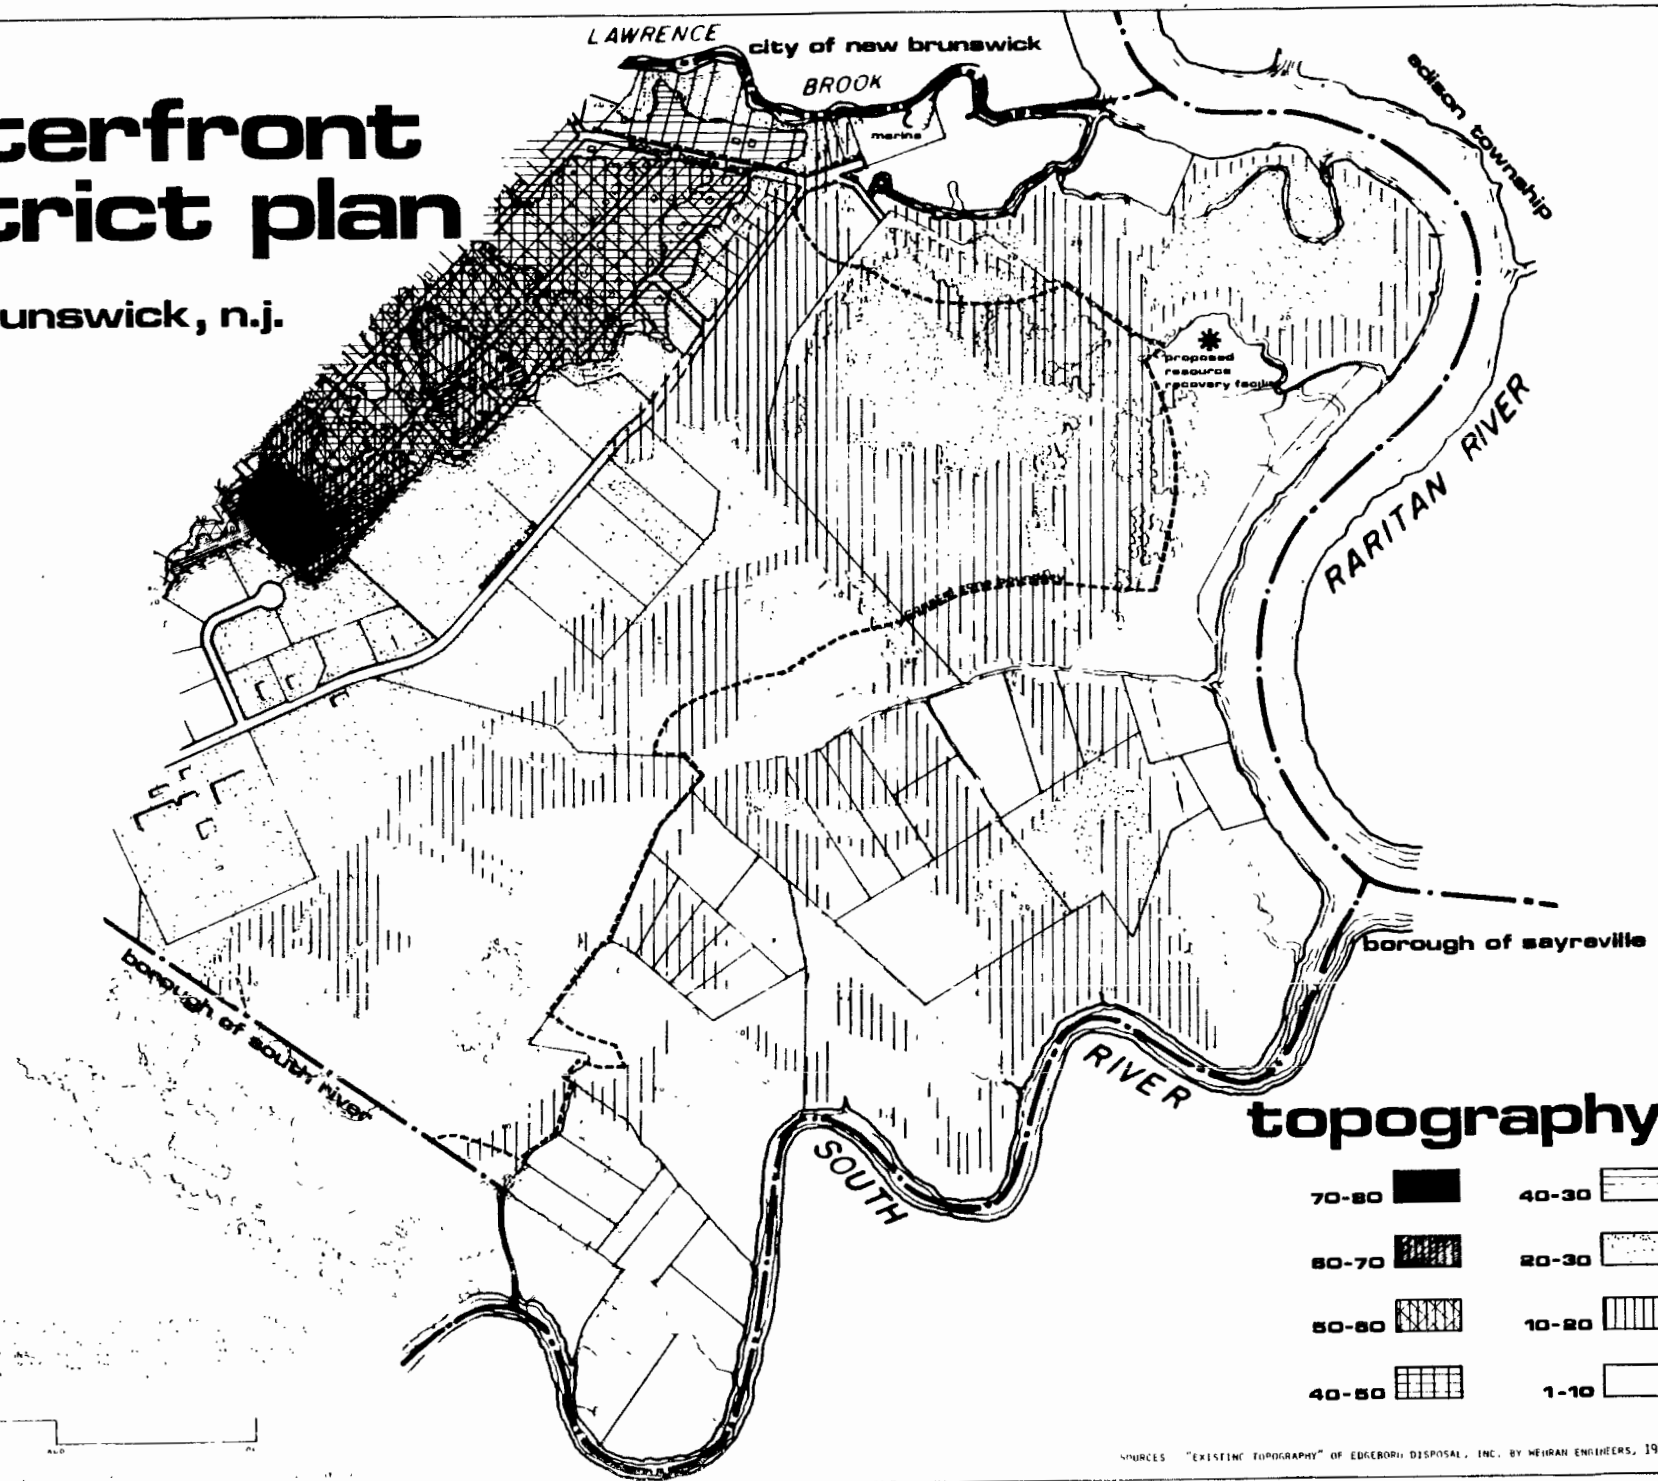 LAWRENCE
city of new brunswick
BROOK
marina
edison township
terfront
trict plan
unswick, n.j.
proposed
resource
recovery facility
RARITAN RIVER
borough of sayreville
borough of south river
RIVER
SOUTH
topography
70-80
40-30
60-70
20-30
50-60
10-20
40-50
1-10
SOURCES "EXISTING TOPOGRAPHY" OF EDGEBORO DISPOSAL, INC. BY WEHRAN ENGINEERS, 19